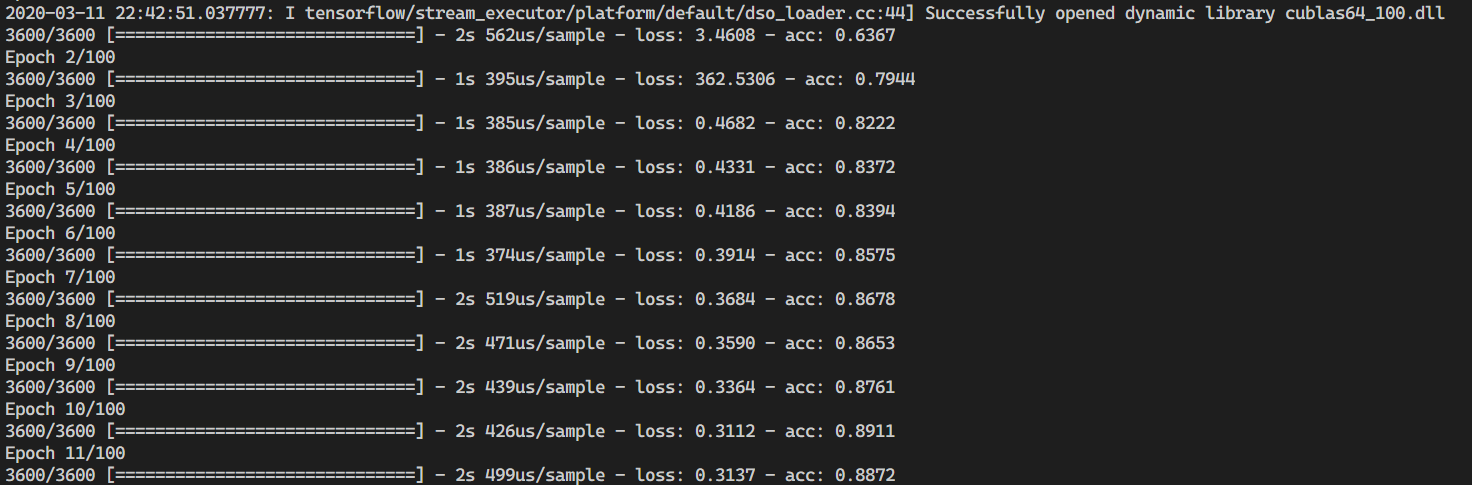 2020-03-11 22:42:51.037777: I tensorflow/stream_executor/platform/default/dso_loader.cc:44] Successfully opened dynamic library cublas64_100.dll
3600/3600 [==============================] - 2s 562us/sample - loss: 3.4608 - acc: 0.6367
Epoch 2/100
3600/3600 [==============================] - 1s 395us/sample - loss: 362.5306 - acc: 0.7944
Epoch 3/100
3600/3600 [==============================] - 1s 385us/sample - loss: 0.4682 - acc: 0.8222
Epoch 4/100
3600/3600 [==============================] - 1s 386us/sample - loss: 0.4331 - acc: 0.8372
Epoch 5/100
3600/3600 [==============================] - 1s 387us/sample - loss: 0.4186 - acc: 0.8394
Epoch 6/100
3600/3600 [==============================] - 1s 374us/sample - loss: 0.3914 - acc: 0.8575
Epoch 7/100
3600/3600 [==============================] - 2s 519us/sample - loss: 0.3684 - acc: 0.8678
Epoch 8/100
3600/3600 [==============================] - 2s 471us/sample - loss: 0.3590 - acc: 0.8653
Epoch 9/100
3600/3600 [==============================] - 2s 439us/sample - loss: 0.3364 - acc: 0.8761
Epoch 10/100
3600/3600 [==============================] - 2s 426us/sample - loss: 0.3112 - acc: 0.8911
Epoch 11/100
3600/3600 [==============================] - 2s 499us/sample - loss: 0.3137 - acc: 0.8872